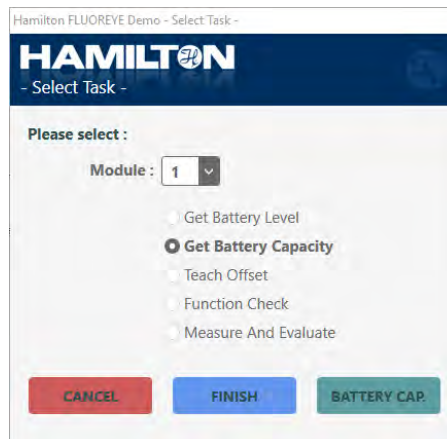 Hamilton FLUOREYE Demo - Select Task -
HAMILTON
- Select Task -
Please select :
Module : 1
Get Battery Level
Get Battery Capacity
Teach Offset
Function Check
Measure And Evaluate
CANCEL FINISH BATTERY CAP.